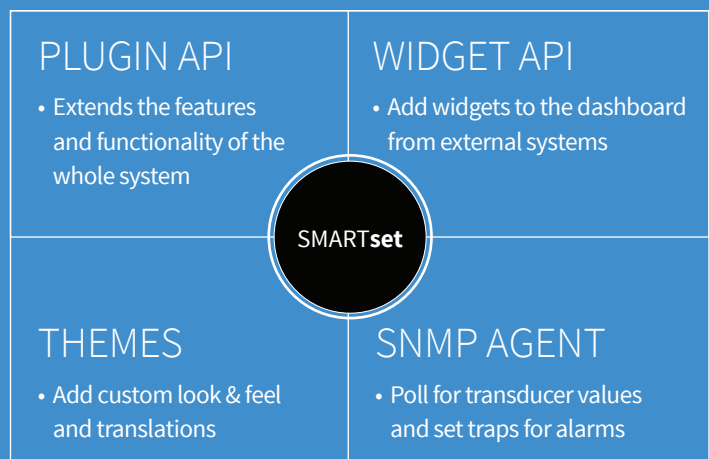 PLUGIN API
• Extends the features
and functionality of the
whole system
WIDGET API
• Add widgets to the dashboard
from external systems
SMARTset
THEMES
• Add custom look & feel
and translations
SNMP AGENT
• Poll for transducer values
and set traps for alarms